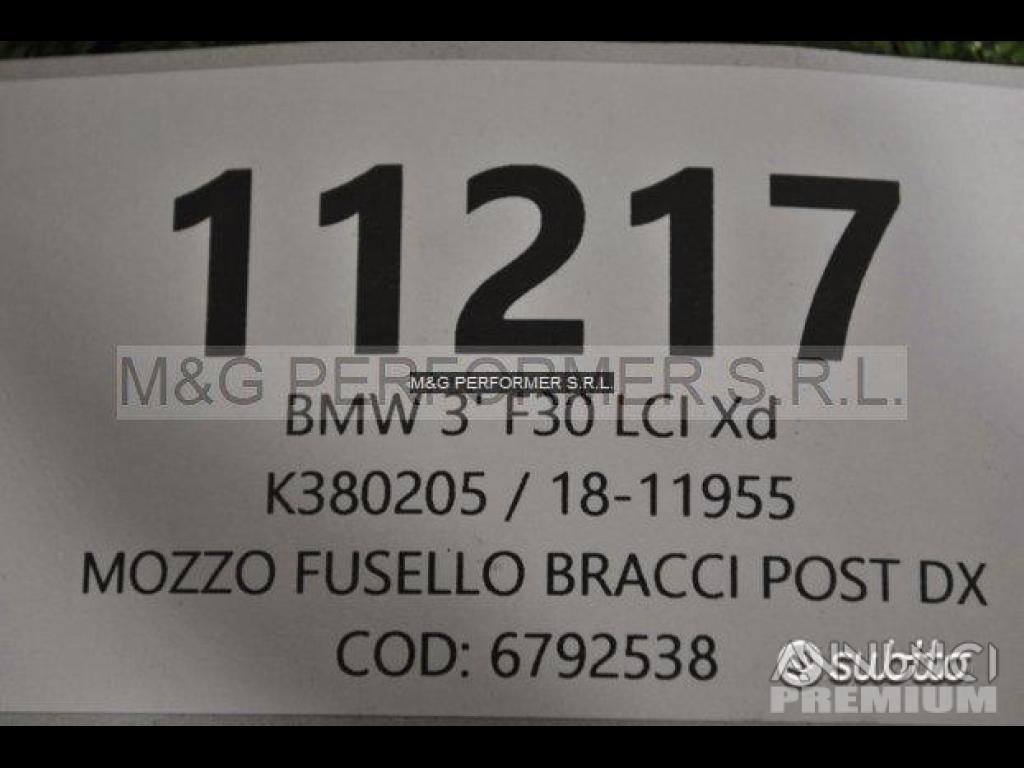 11217
M&G PERFORMER S.R.L.
M&G PERFORMER S.R.L.
BMW 3' F30 LCI Xd
K380205 / 18-11955
MOZZO FUSELLO BRACCI POST DX
COD: 6792538
subito
ANNUNCI
PREMIUM